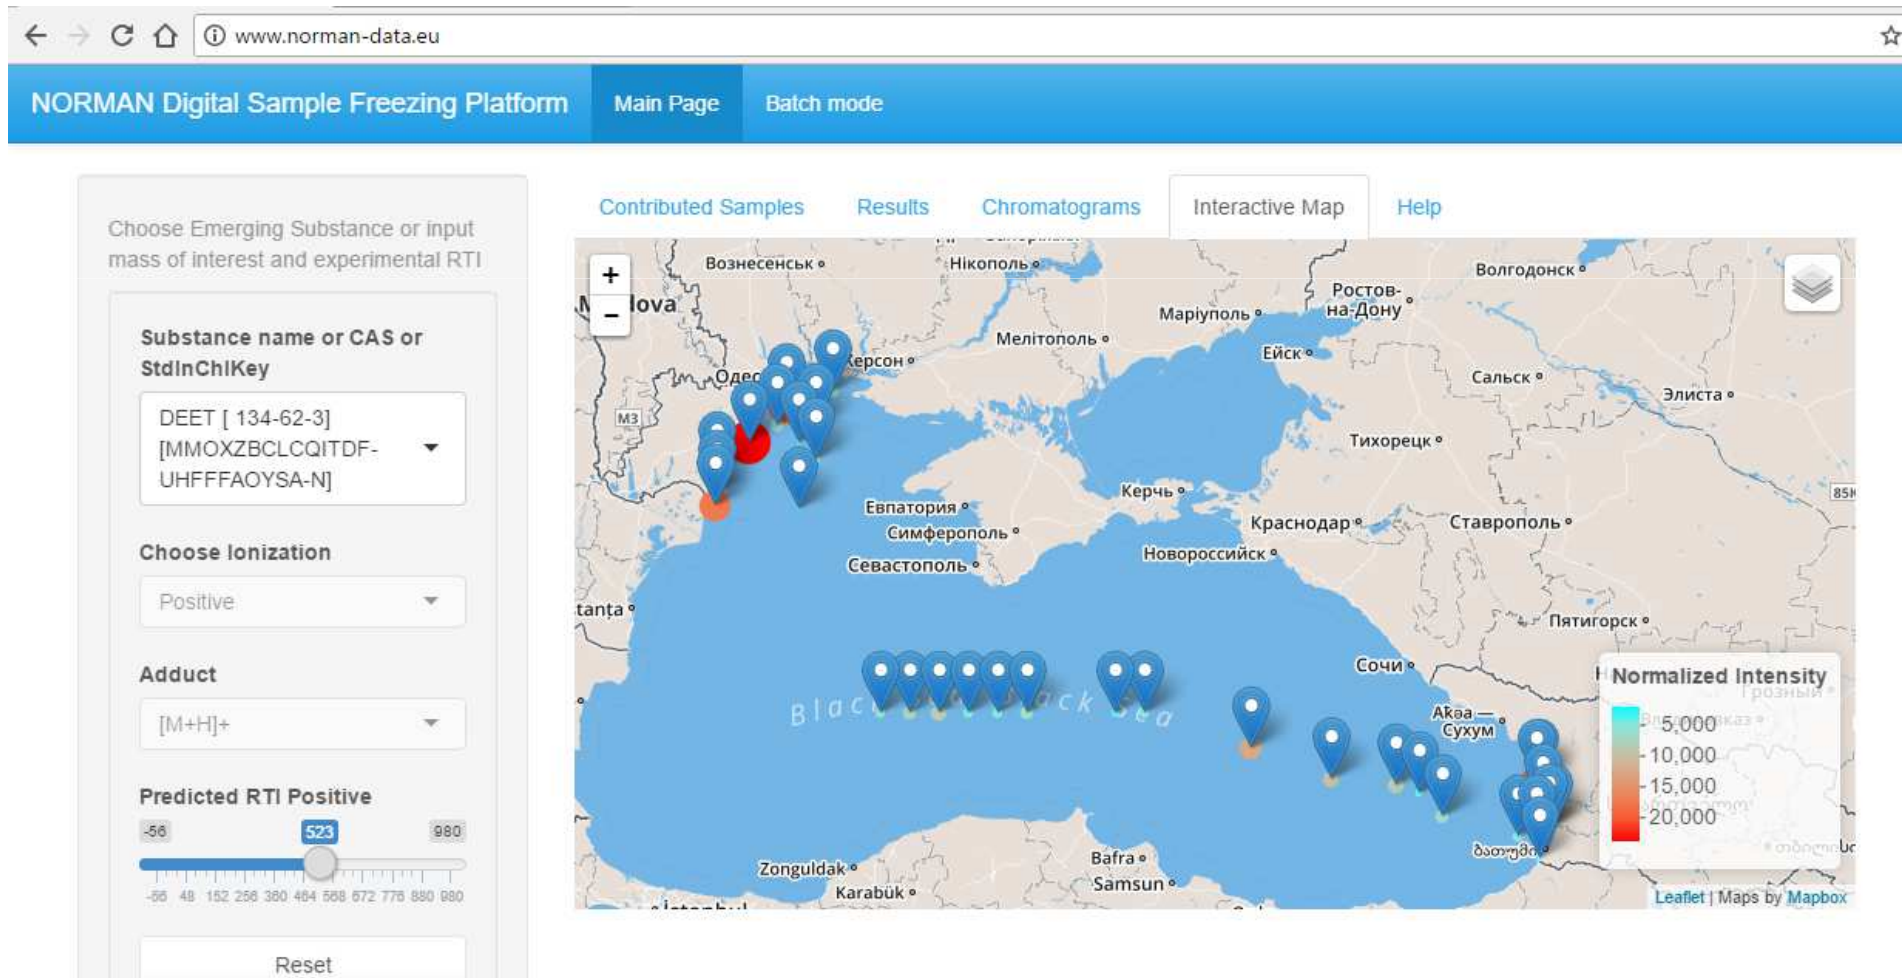 www.norman-data.eu
NORMAN Digital Sample Freezing Platform
Main Page
Batch mode
Choose Emerging Substance or input
mass of interest and experimental RTI
Substance name or CAS or
StdInChIKey
DEET [ 134-62-3]
[MMOXZBCLCQITDF-
UHFFFAOYSA-N]
Choose Ionization
Positive
Adduct
[M+H]+
Predicted RTI Positive
-56
523
980
-56 48 152 256 360 464 568 672 776 880 980
Reset
Contributed Samples
Results
Chromatograms
Interactive Map
Help
+
−
Вознесенськ
Нікополь
Волгодонск
Ростов-
на-Дону
Маріуполь
Мелітополь
Херсон
Ейск
Сальск
Элиста
M3
Тихорецк
Керчь
Евпатория
Симферополь
Севастополь
Краснодар
Ставрополь
Новороссийск
Пятигорск
Сочи
Аҟәа —
Сухум
Black Sea
ბათუმი
Zonguldak
Karabük
Bafra
Samsun
Normalized Intensity
5,000
10,000
15,000
20,000
Leaflet | Maps by Mapbox